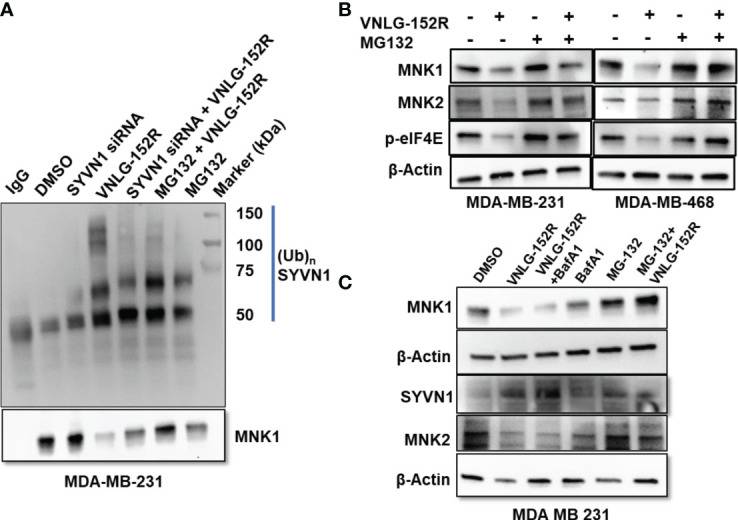 A
IgG
DMSO
SYVN1 siRNA
VNLG-152R
SYVN1 siRNA + VNLG-152R
MG132 + VNLG-152R
MG132
Marker (kDa)
150
100
75
50
(Ub)n
SYVN1
MNK1
MDA-MB-231
B
VNLG-152R - + - + - + - +
MG132 - - + + - - + +
MNK1
MNK2
p-eIF4E
β-Actin
MDA-MB-231 MDA-MB-468
C
DMSO
VNLG-152R
VNLG-152R
+BafA1
BafA1
MG-132
MG-132+
VNLG-152R
MNK1
β-Actin
SYVN1
MNK2
β-Actin
MDA MB 231